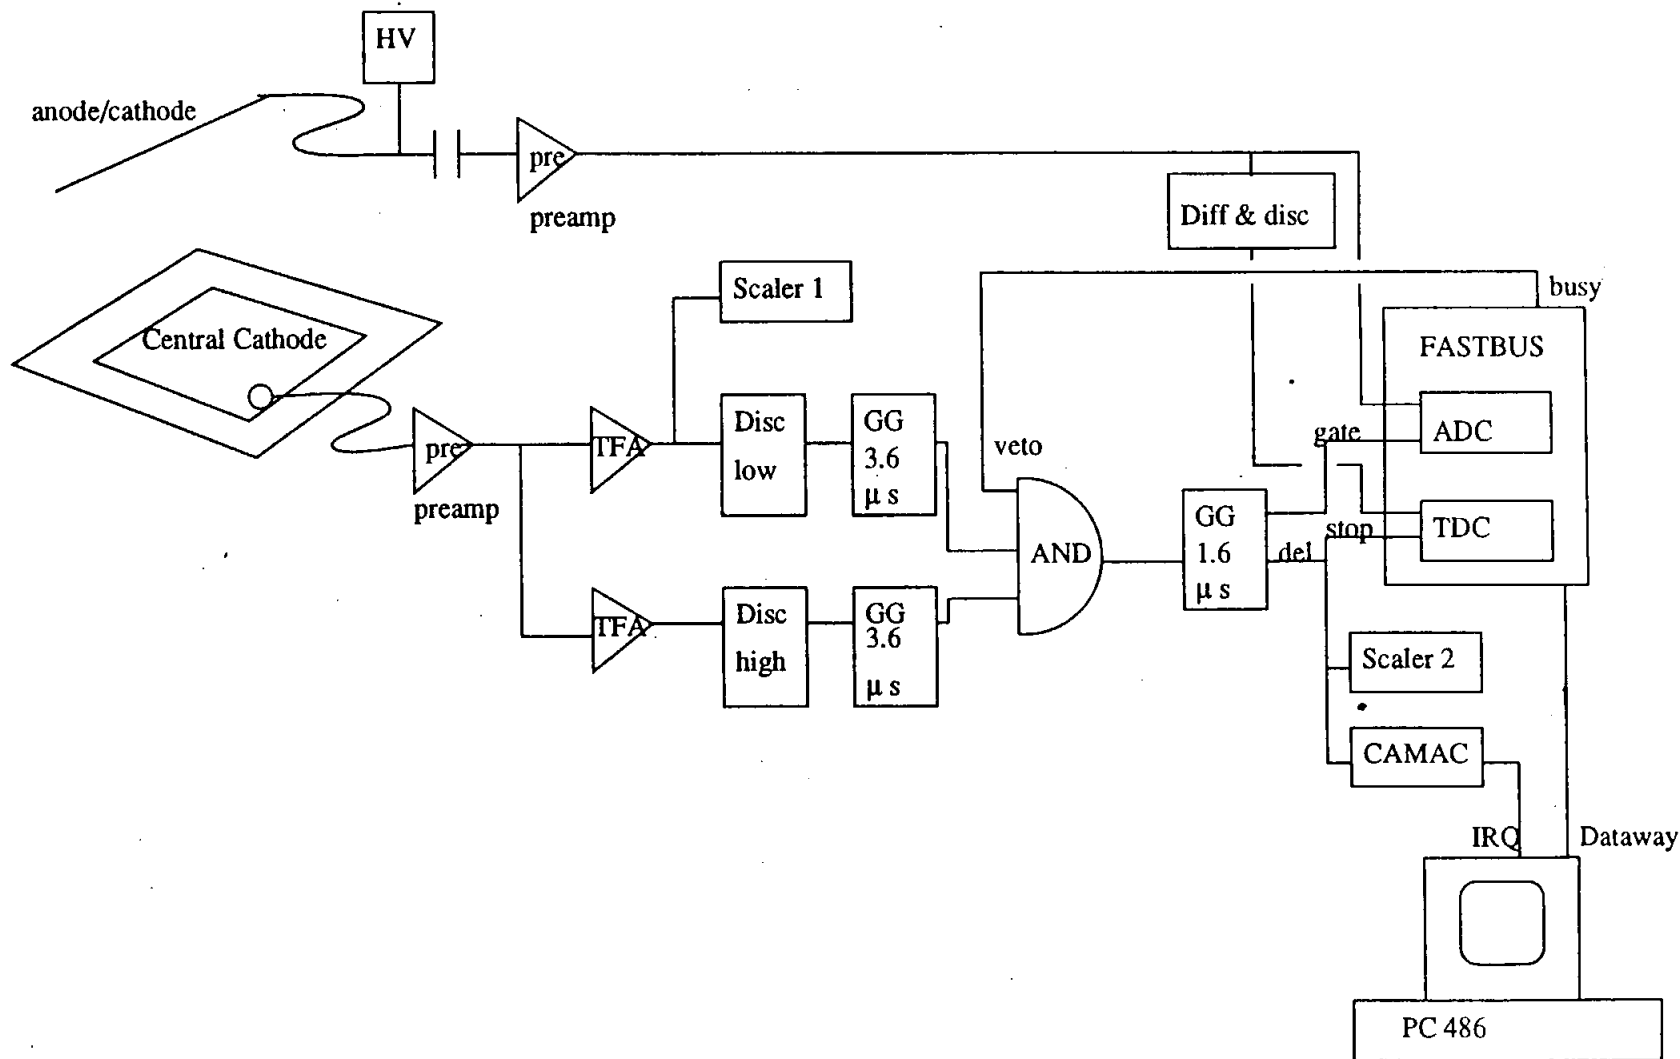 HV
anode/cathode
pre
preamp
Diff & disc
busy
Scaler 1
FASTBUS
Central Cathode
ADC
gate
Disc
low
GG
3.6
μ s
veto
pre
TFA
preamp
GG
1.6
μ s
stop
TDC
del
AND
TFA
Disc
high
GG
3.6
μ s
Scaler 2
CAMAC
IRQ
Dataway
PC 486